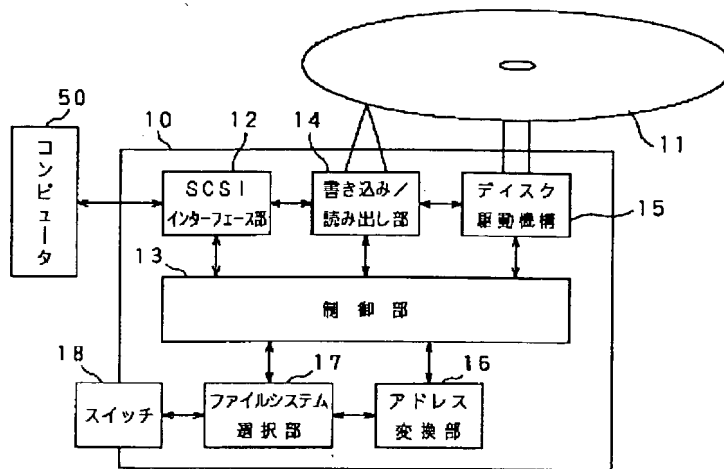 50
コンピュータ
10
12
14
11
SCSI
インターフェース部
書き込み/
読み出し部
ディスク
駆動機構
15
13
制御部
18
17
16
スイッチ
ファイルシステム
選択部
アドレス
変換部